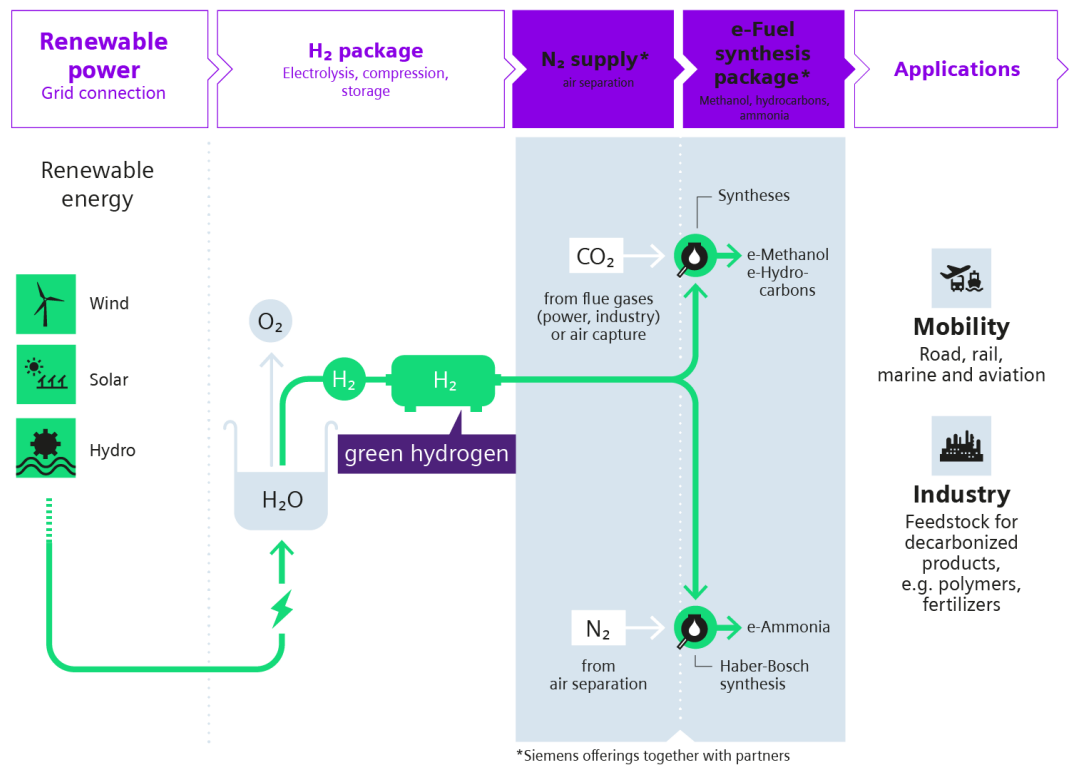 Renewable
power
Grid connection
H₂ package
Electrolysis, compression,
storage
N₂ supply*
air separation
e-Fuel
synthesis
package*
Methanol, hydrocarbons,
ammonia
Applications
Renewable
energy
Wind
Solar
Hydro
O₂
H₂O
H₂
H₂
green hydrogen
Syntheses
CO₂
from flue gases
(power, industry)
or air capture
e-Methanol
e-Hydro-
carbons
N₂
from
air separation
e-Ammonia
Haber-Bosch
synthesis
Mobility
Road, rail,
marine and aviation
Industry
Feedstock for
decarbonized
products,
e.g. polymers,
fertilizers
*Siemens offerings together with partners